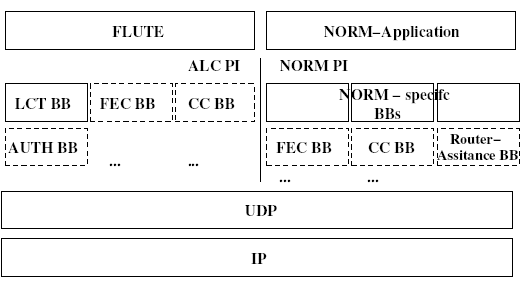 FLUTE
NORM–Application
ALC PI
NORM PI
LCT BB
FEC BB
CC BB
NORM – specifc
BBs
AUTH BB
...
...
FEC BB
CC BB
Router–
Assitance BB
...
...
UDP
IP